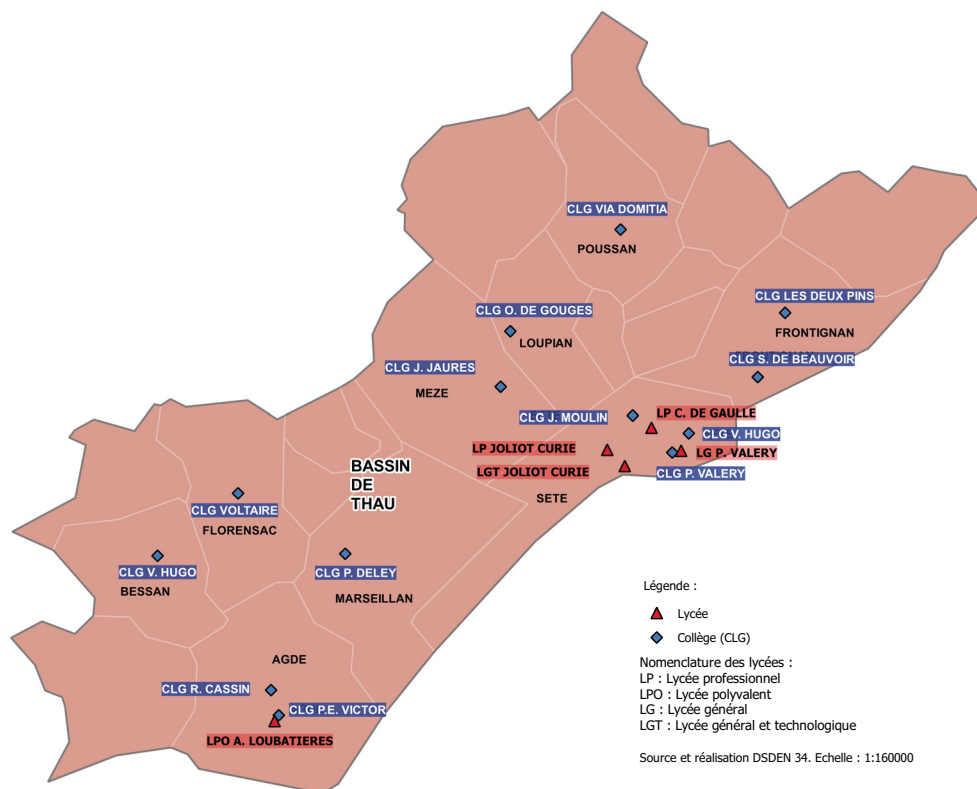 CLG VIA DOMITIA
POUSSAN
CLG LES DEUX PINS
FRONTIGNAN
CLG O. DE GOUGES
LOUPIAN
FRONTIGNAN
CLG S. DE BEAUVOIR
CLG J. JAURES
MEZE
CLG J. MOULIN
LP C. DE GAULLE
CLG V. HUGO
LP JOLIOT CURIE
LG P. VALERY
LGT JOLIOT CURIE
CLG P. VALERY
SETE
BASSIN
DE
THAU
CLG VOLTAIRE
FLORENSAC
CLG V. HUGO
BESSAN
CLG P. DELEY
MARSEILLAN
AGDE
CLG R. CASSIN
CLG P.E. VICTOR
LPO A. LOUBATIERES
Légende :
Lycée
Collège (CLG)
Nomenclature des lycées :
LP : Lycée professionnel
LPO : Lycée polyvalent
LG : Lycée général
LGT : Lycée général et technologique
Source et réalisation DSDEN 34. Echelle : 1:160000